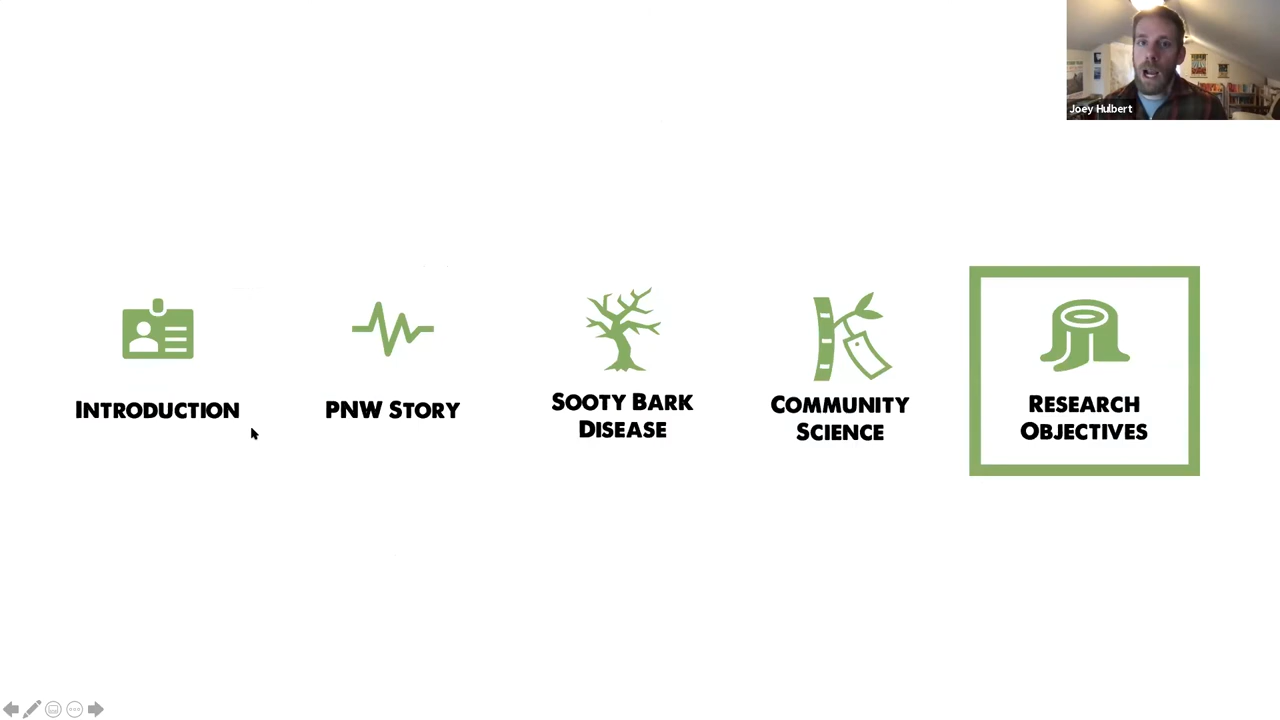 Joey Hulbert
INTRODUCTION
PNW STORY
SOOTY BARK
DISEASE
COMMUNITY
SCIENCE
RESEARCH
OBJECTIVES